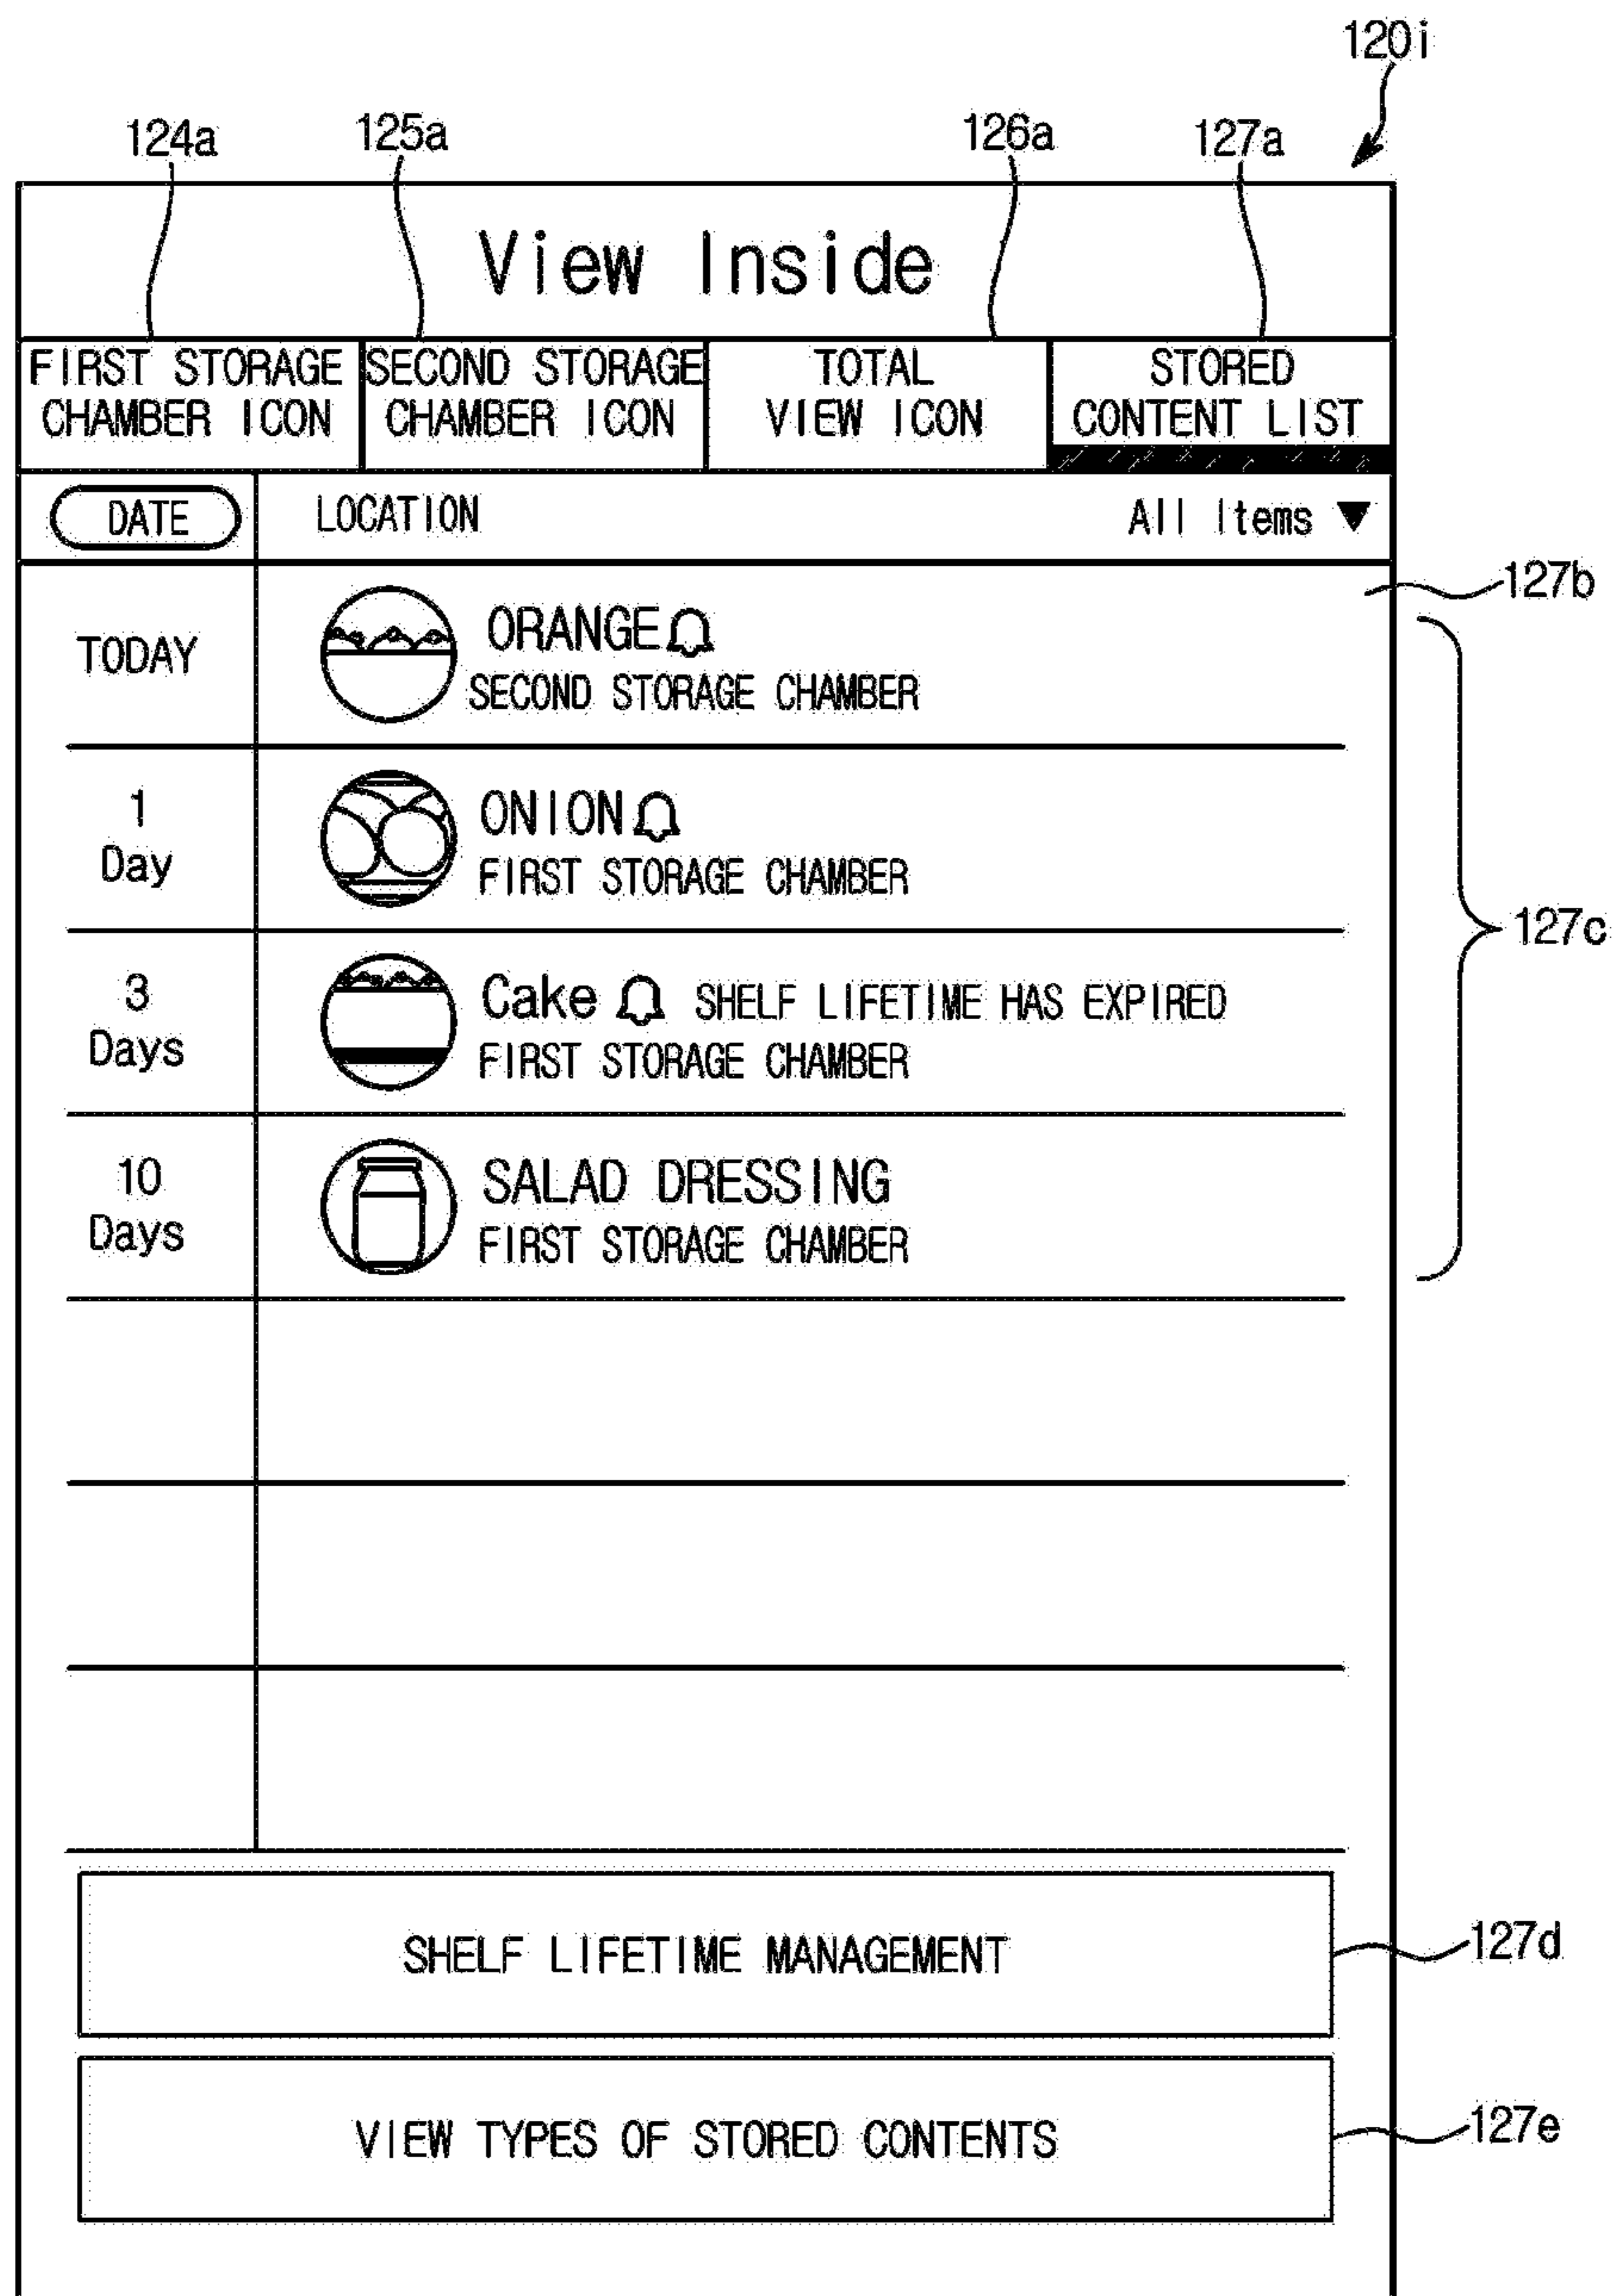 120i
124a
125a
126a
127a
View Inside
FIRST STORAGE
CHAMBER ICON
SECOND STORAGE
CHAMBER ICON
TOTAL
VIEW ICON
STORED
CONTENT LIST
DATE
LOCATION
All Items ▼
127b
TODAY
ORANGE
SECOND STORAGE CHAMBER
1
Day
ONION
FIRST STORAGE CHAMBER
127c
3
Days
Cake SHELF LIFETIME HAS EXPIRED
FIRST STORAGE CHAMBER
10
Days
SALAD DRESSING
FIRST STORAGE CHAMBER
SHELF LIFETIME MANAGEMENT
127d
VIEW TYPES OF STORED CONTENTS
127e